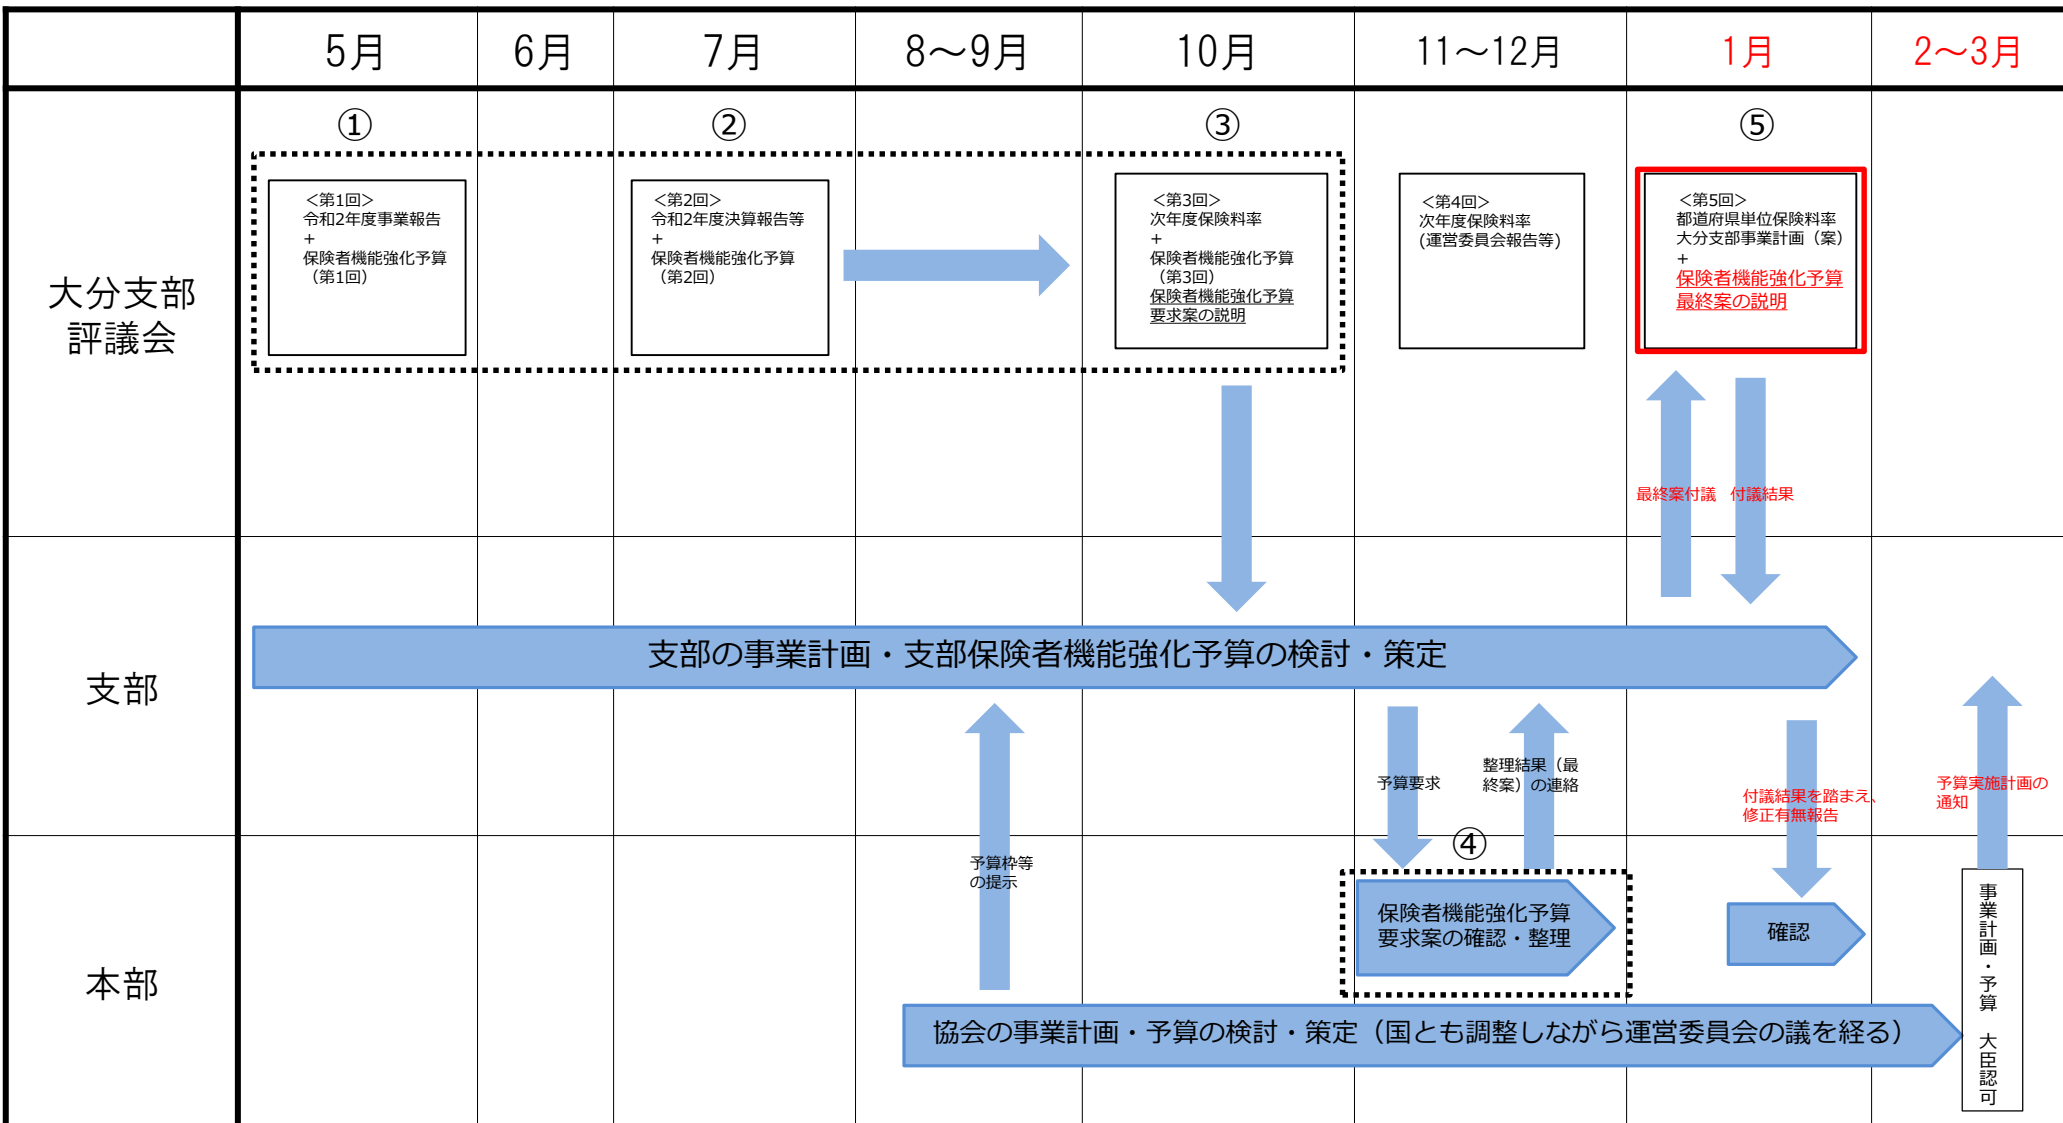 5月
6月
7月
8～9月
10月
11～12月
1月
2～3月
大分支部
評議会
①
②
③
⑤
＜第1回＞
令和2年度事業報告
+
保険者機能強化予算
（第1回）
＜第2回＞
令和2年度決算報告等
+
保険者機能強化予算
（第2回）
＜第3回＞
次年度保険料率
+
保険者機能強化予算
（第3回）
保険者機能強化予算
要求案の説明
＜第4回＞
次年度保険料率
(運営委員会報告等)
＜第5回＞
都道府県単位保険料率
大分支部事業計画（案）
+
保険者機能強化予算
最終案の説明
最終案付議
付議結果
支部
支部の事業計画・支部保険者機能強化予算の検討・策定
予算要求
整理結果（最
終案）の連絡
付議結果を踏まえ、
修正有無報告
予算実施計画の
通知
本部
予算枠等
の提示
④
保険者機能強化予算
要求案の確認・整理
確認
協会の事業計画・予算の検討・策定（国とも調整しながら運営委員会の議を経る）
事業計画・予算　大臣認可